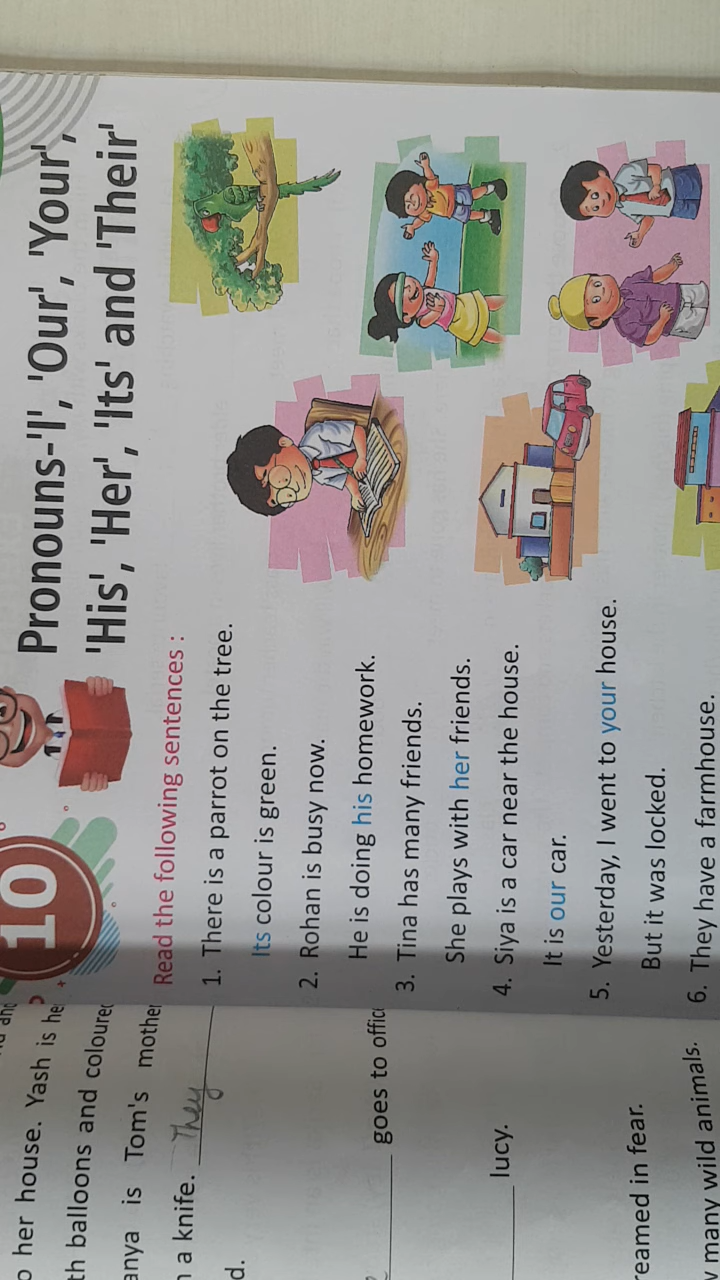 o her house. Yash is he
th balloons and coloured
anya is Tom's mother
a knife. They
d.
goes to offic
lucy.
eamed in fear.
many wild animals.
10
Pronouns-'I', 'Our', 'Your',
'His', 'Her', 'Its' and 'Their'
Read the following sentences :
1. There is a parrot on the tree.
Its colour is green.
2. Rohan is busy now.
He is doing his homework.
3. Tina has many friends.
She plays with her friends.
4. Siya is a car near the house.
It is our car.
5. Yesterday, I went to your house.
But it was locked.
6. They have a farmhouse.